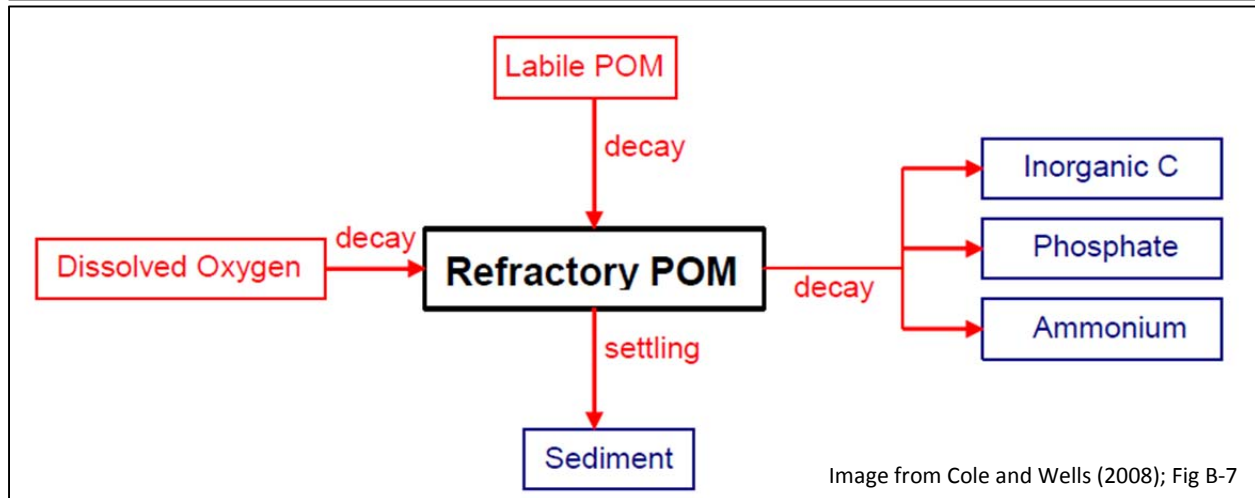 Labile POM
decay
Inorganic C
decay
Dissolved Oxygen
Refractory POM
decay
Phosphate
Ammonium
settling
Sediment
Image from Cole and Wells (2008); Fig B-7